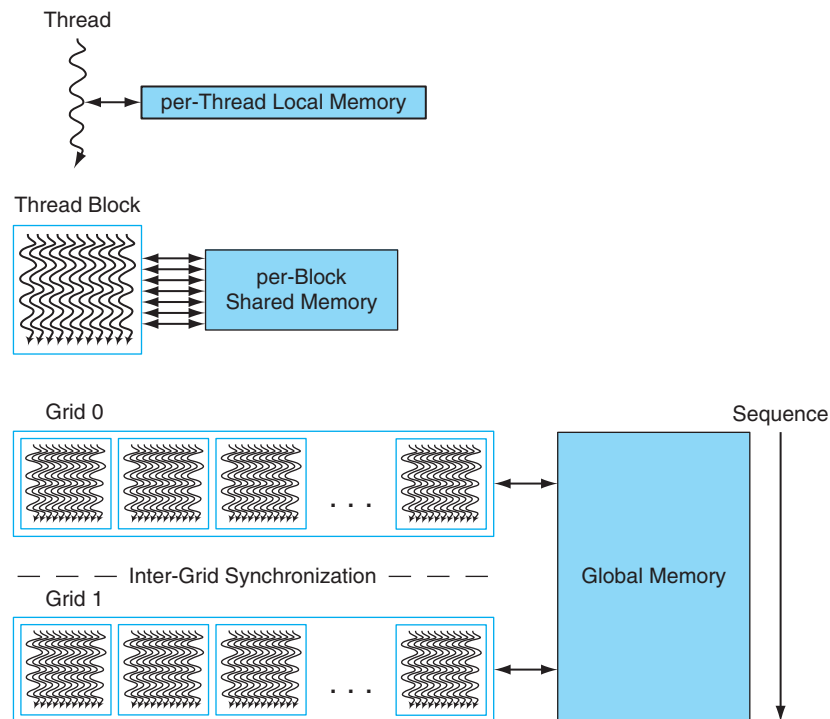 Thread
per-Thread Local Memory
Thread Block
per-Block
Shared Memory
Grid 0
Sequence
. . .
Inter-Grid Synchronization
Global Memory
Grid 1
. . .